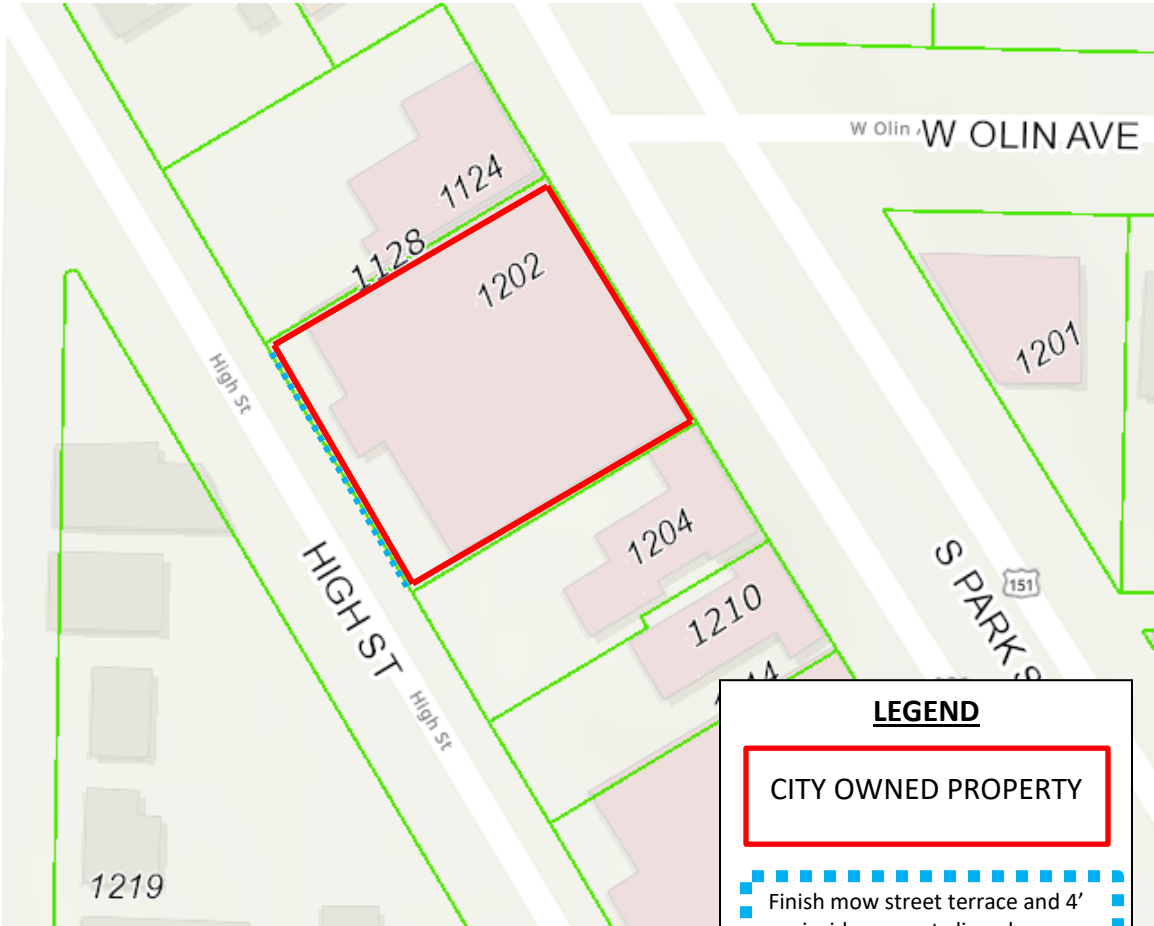 W Olin
W OLIN AVE
1124
1128
1202
1201
High St
1204
HIGH ST
S PARK S
151
1210
High St
1219
LEGEND
CITY OWNED PROPERTY
Finish mow street terrace and 4’